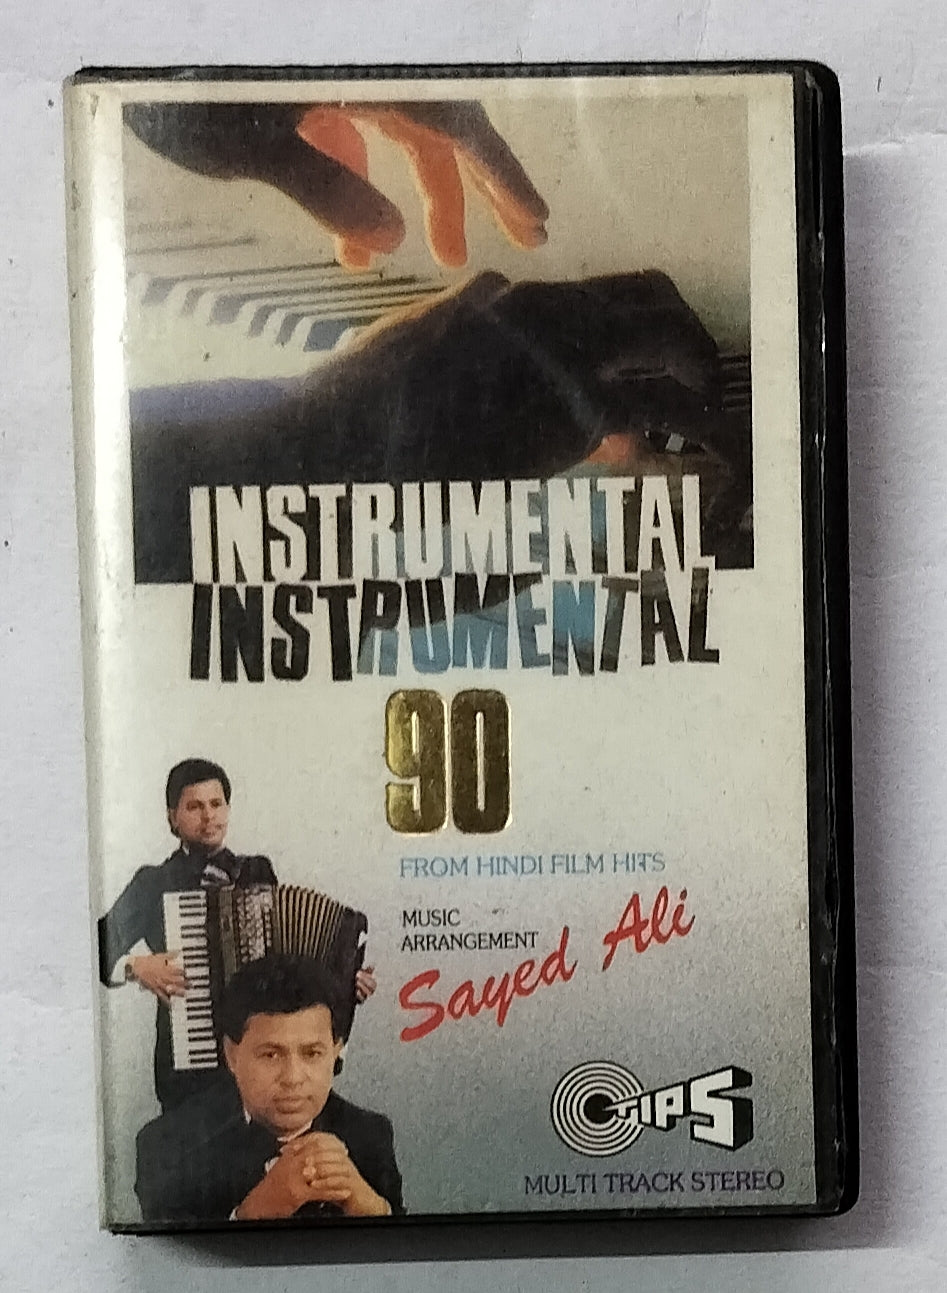 INSTRUMENTAL
INSTRUMENTAL
90
FROM HINDI FILM HITS
MUSIC
ARRANGEMENT
Sayed Ali
TIPS
MULTI TRACK STEREO